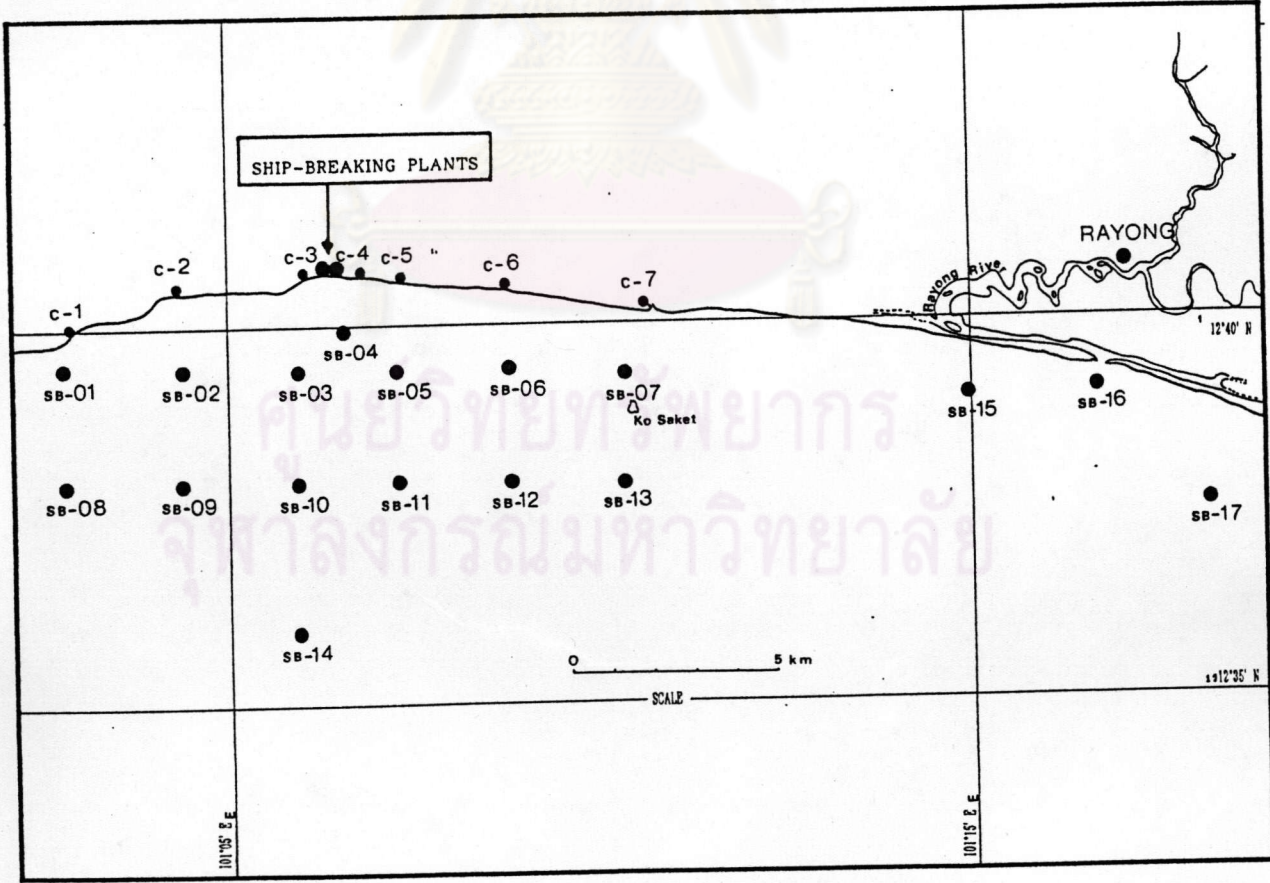 SHIP-BREAKING PLANTS
RAYONG
C-1
C-2
C-3
C-4
C-5
C-6
C-7
Rayong River
12°40' N
SB-04
SB-01
SB-02
SB-03
SB-05
SB-06
SB-07
Ko Saket
SB-15
SB-16
ศูนย์วิทยทรัพยากร
SB-08
SB-09
SB-10
SB-11
SB-12
SB-13
SB-17
จุฬาลงกรณ์มหาวิทยาลัย
SB-14
0 5 km
SCALE
12°35' N
101°05' E E
101°15' E E